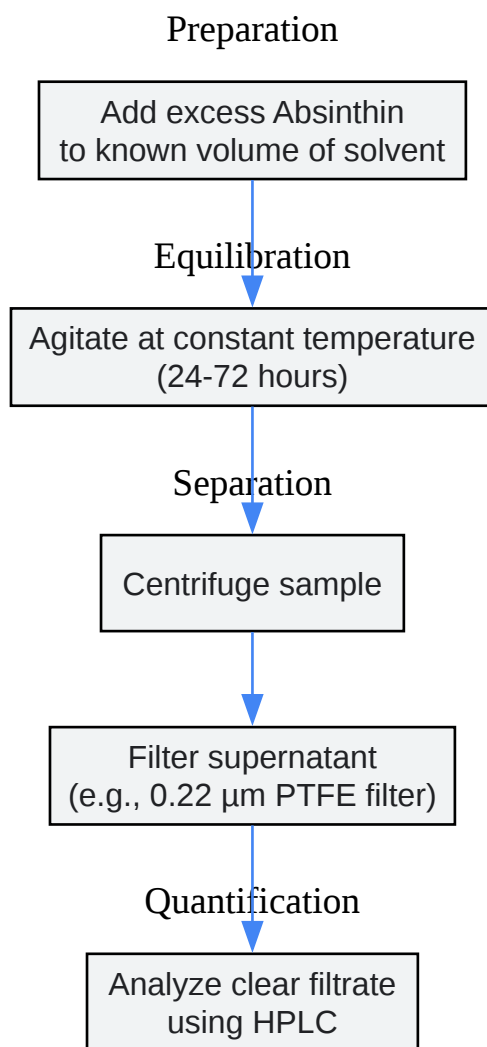 Preparation
Add excess Absinthin
to known volume of solvent
Equilibration
Agitate at constant temperature
(24-72 hours)
Separation
Centrifuge sample
Filter supernatant
(e.g., 0.22 µm PTFE filter)
Quantification
Analyze clear filtrate
using HPLC